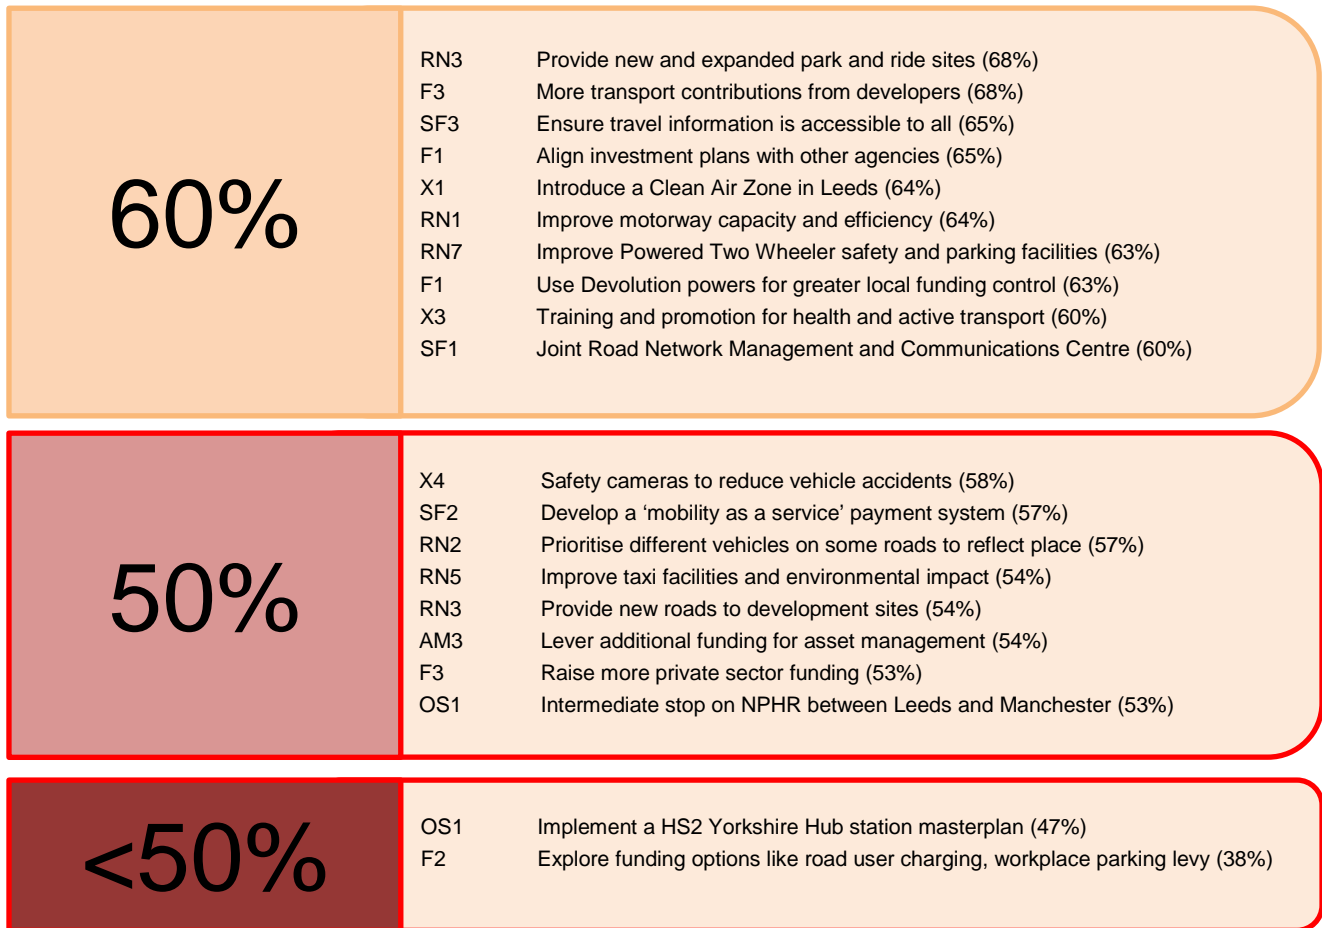 60%
RN3 Provide new and expanded park and ride sites (68%)
F3 More transport contributions from developers (68%)
SF3 Ensure travel information is accessible to all (65%)
F1 Align investment plans with other agencies (65%)
X1 Introduce a Clean Air Zone in Leeds (64%)
RN1 Improve motorway capacity and efficiency (64%)
RN7 Improve Powered Two Wheeler safety and parking facilities (63%)
F1 Use Devolution powers for greater local funding control (63%)
X3 Training and promotion for health and active transport (60%)
SF1 Joint Road Network Management and Communications Centre (60%)
50%
X4 Safety cameras to reduce vehicle accidents (58%)
SF2 Develop a ‘mobility as a service’ payment system (57%)
RN2 Prioritise different vehicles on some roads to reflect place (57%)
RN5 Improve taxi facilities and environmental impact (54%)
RN3 Provide new roads to development sites (54%)
AM3 Lever additional funding for asset management (54%)
F3 Raise more private sector funding (53%)
OS1 Intermediate stop on NPHR between Leeds and Manchester (53%)
<50%
OS1 Implement a HS2 Yorkshire Hub station masterplan (47%)
F2 Explore funding options like road user charging, workplace parking levy (38%)